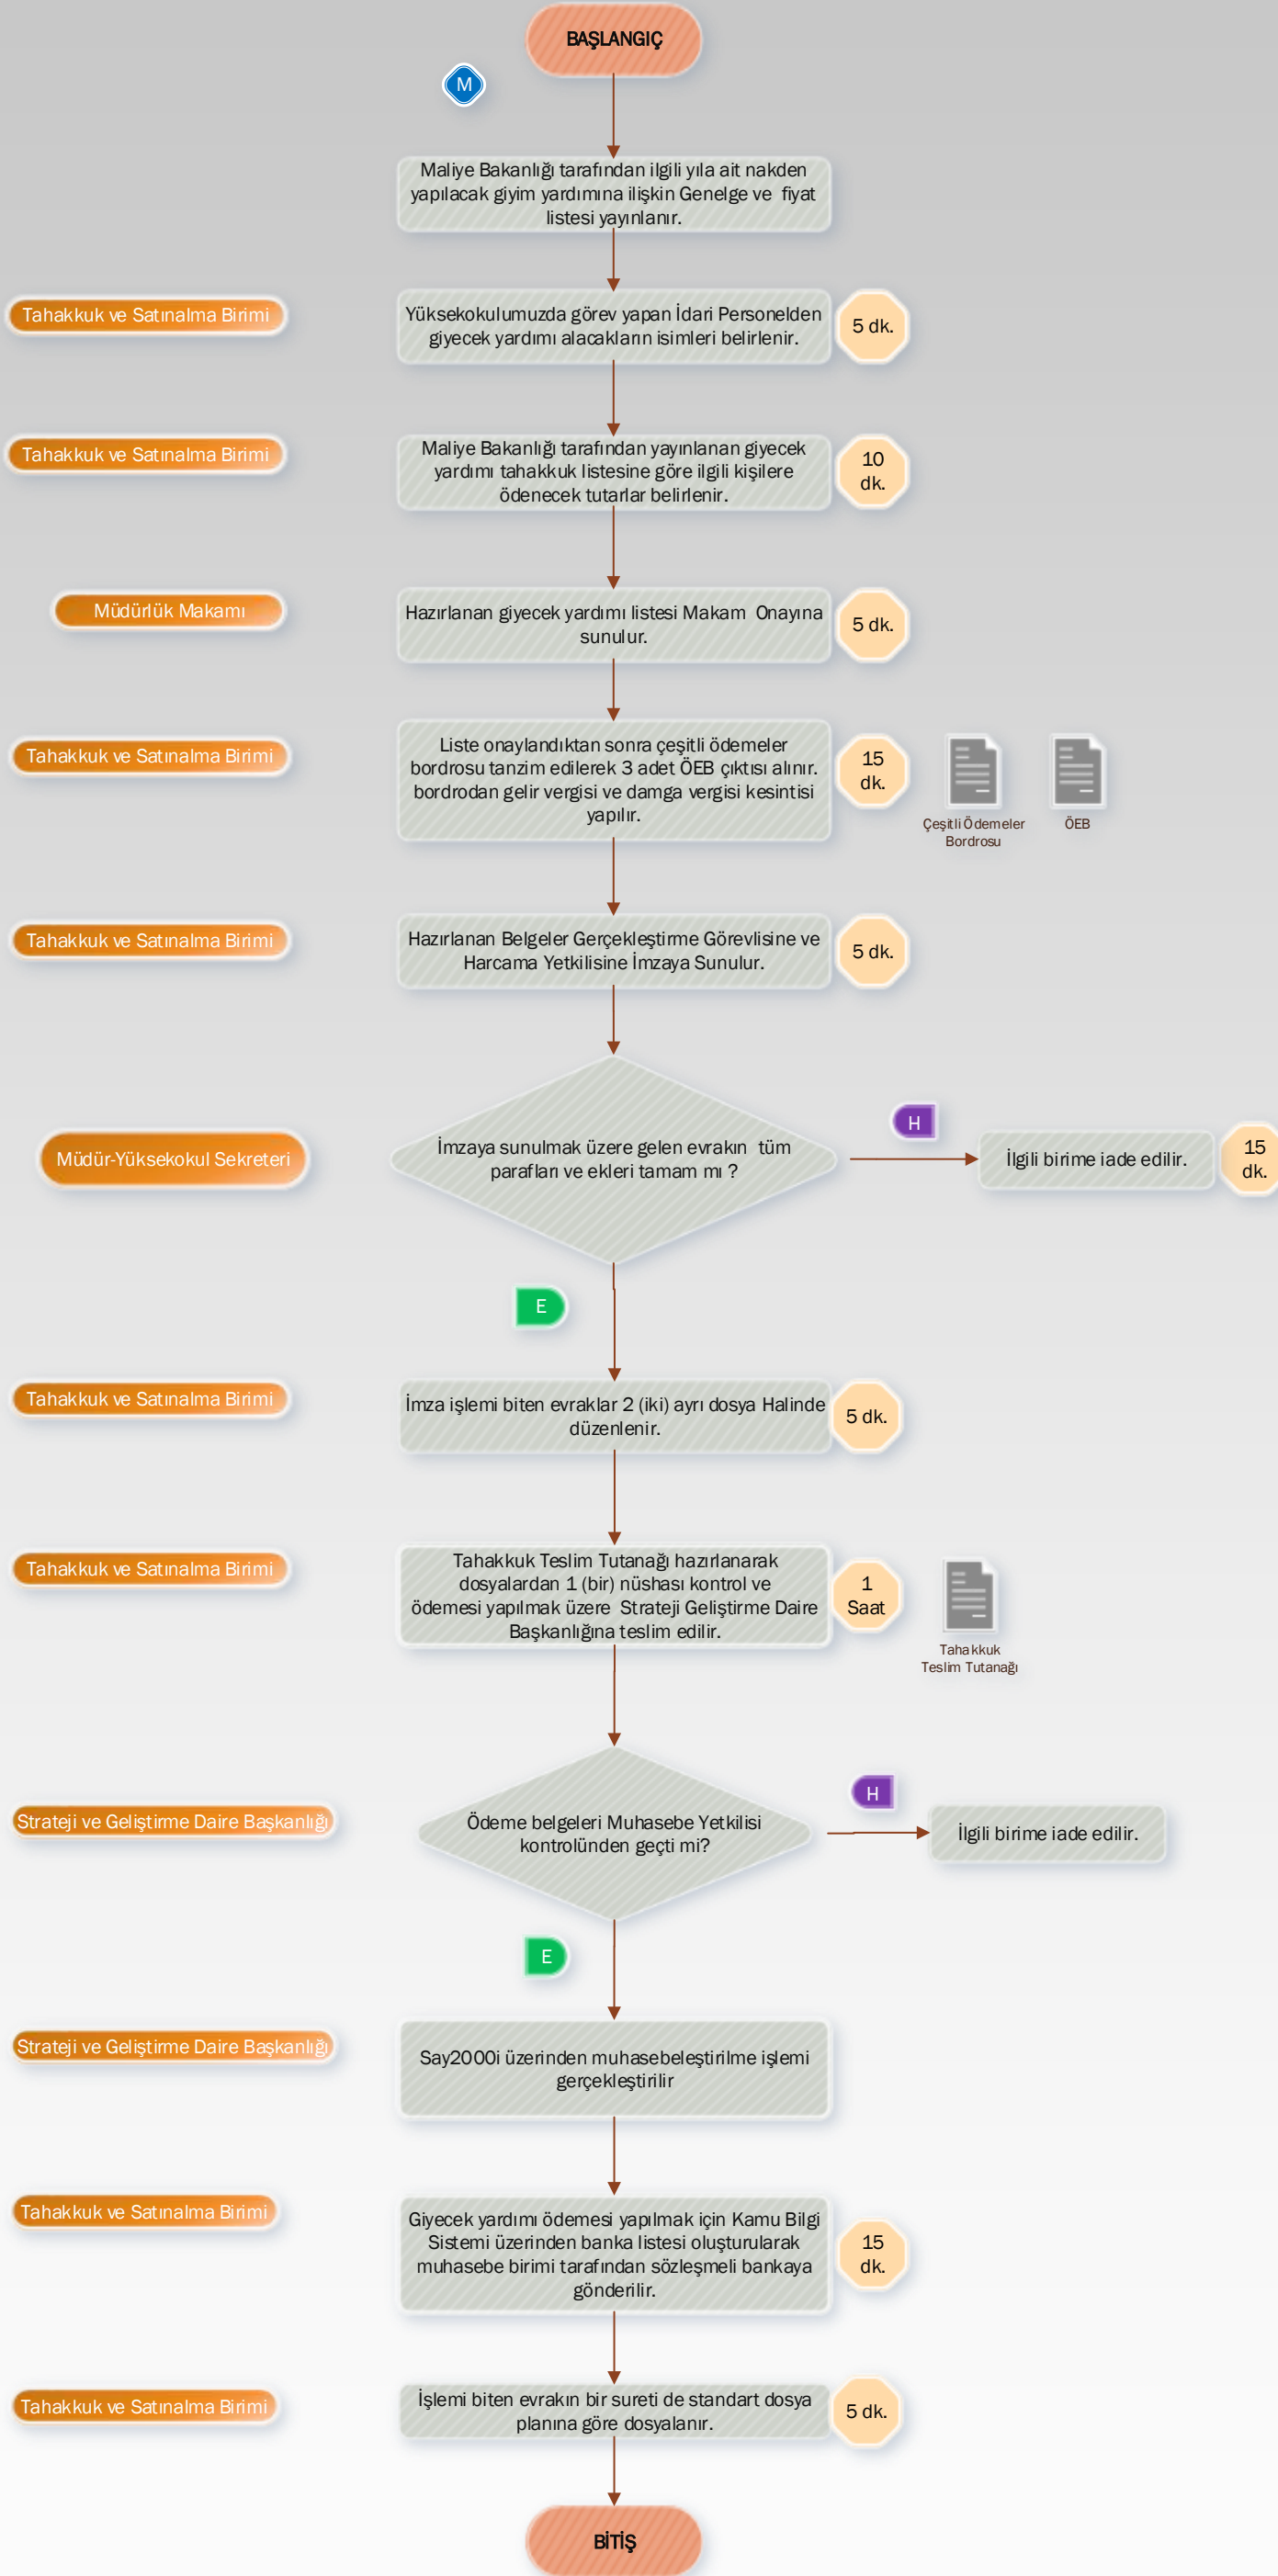 BAŞLANGIÇ
M
Maliye Bakanlığı tarafından ilgili yıla ait nakden
yapılacak giyim yardımına ilişkin Genelge ve fiyat
listesi yayınlanır.
Tahakkuk ve Satınalma Birimi
Yüksekokulumuzda görev yapan İdari Personelden
giyecek yardımı alacakların isimleri belirlenir.
5 dk.
Tahakkuk ve Satınalma Birimi
Maliye Bakanlığı tarafından yayınlanan giyecek
yardımı tahakkuk listesine göre ilgili kişilere
ödenecek tutarlar belirlenir.
10
dk.
Müdürlük Makamı
Hazırlanan giyecek yardımı listesi Makam Onayına
sunulur.
5 dk.
Tahakkuk ve Satınalma Birimi
Liste onaylandıktan sonra çeşitli ödemeler
bordrosu tanzim edilerek 3 adet ÖEB çıktısı alınır.
bordrodan gelir vergisi ve damga vergisi kesintisi
yapılır.
15
dk.
Çeşitli Ödemeler
Bordrosu
ÖEB
Tahakkuk ve Satınalma Birimi
Hazırlanan Belgeler Gerçekleştirme Görevlisine ve
Harcama Yetkilisine İmzaya Sunulur.
5 dk.
Müdür-Yüksekokul Sekreteri
İmzaya sunulmak üzere gelen evrakın tüm
parafları ve ekleri tamam mı ?
H
İlgili birime iade edilir.
15
dk.
E
Tahakkuk ve Satınalma Birimi
İmza işlemi biten evraklar 2 (iki) ayrı dosya Halinde
düzenlenir.
5 dk.
Tahakkuk ve Satınalma Birimi
Tahakkuk Teslim Tutanağı hazırlanarak
dosyalardan 1 (bir) nüshası kontrol ve
ödemesi yapılmak üzere Strateji Geliştirme Daire
Başkanlığına teslim edilir.
1
Saat
Tahakkuk
Teslim Tutanağı
Strateji ve Geliştirme Daire Başkanlığı
Ödeme belgeleri Muhasebe Yetkilisi
kontrolünden geçti mi?
H
İlgili birime iade edilir.
E
Strateji ve Geliştirme Daire Başkanlığı
Say2000i üzerinden muhasebeleştirilme işlemi
gerçekleştirilir
Tahakkuk ve Satınalma Birimi
Giyecek yardımı ödemesi yapılmak için Kamu Bilgi
Sistemi üzerinden banka listesi oluşturularak
muhasebe birimi tarafından sözleşmeli bankaya
gönderilir.
15
dk.
Tahakkuk ve Satınalma Birimi
İşlemi biten evrakın bir sureti de standart dosya
planına göre dosyalanır.
5 dk.
BİTİŞ